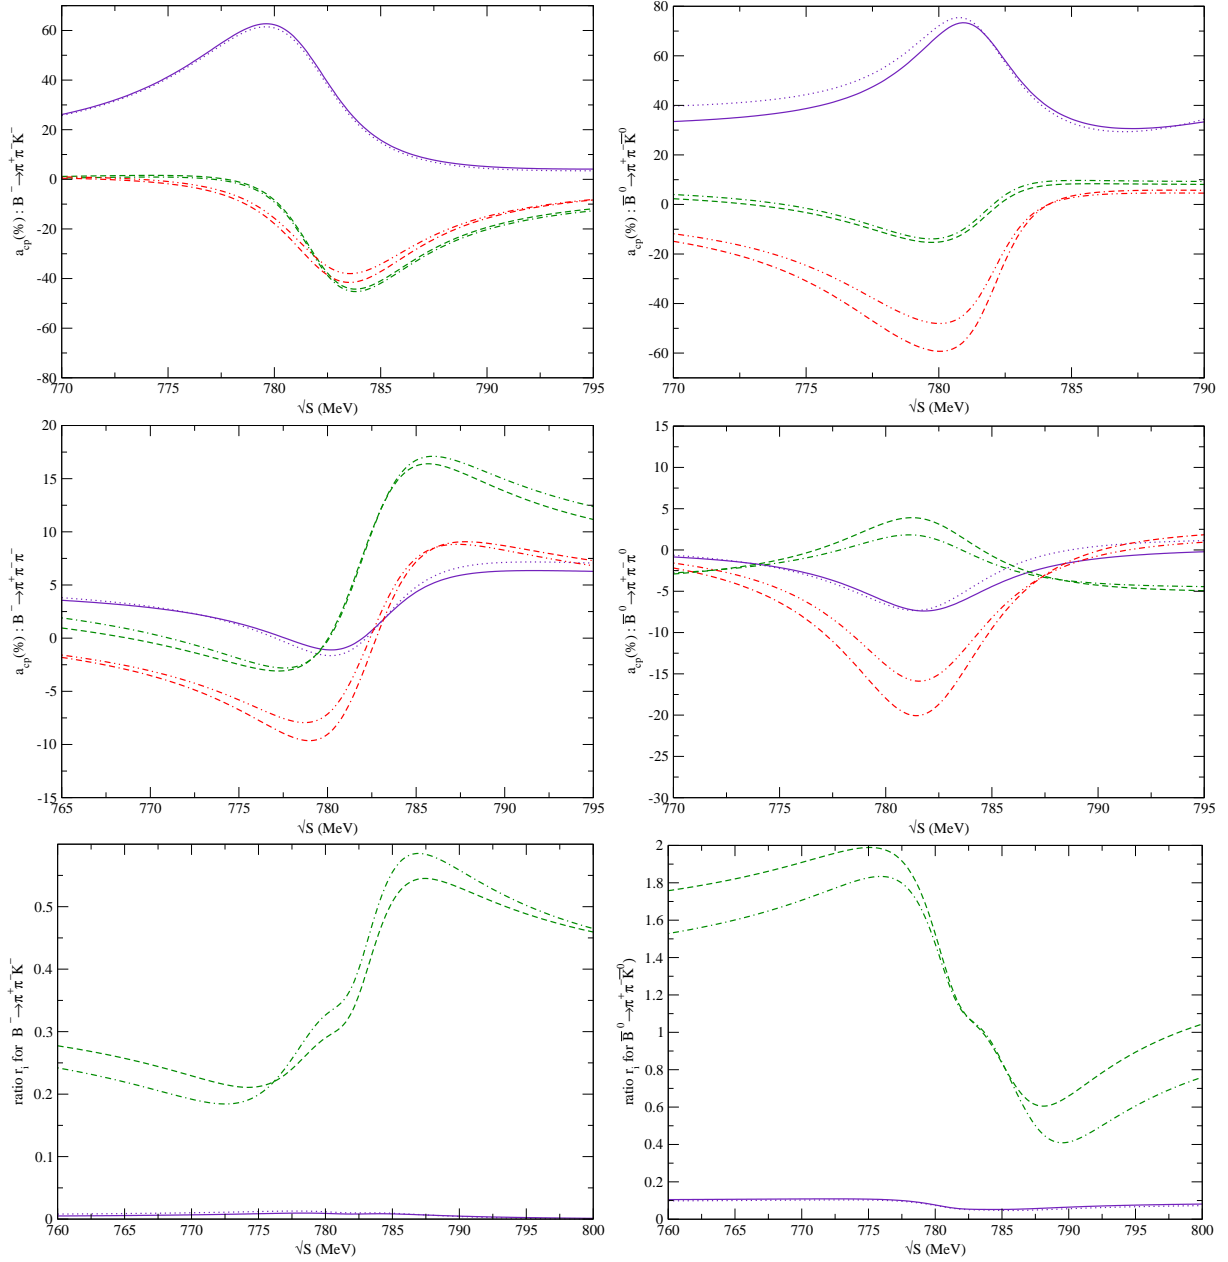 60
40
20
0
-20
-40
-60
-80
a_cp(%) : B⁻→π⁺π⁻K⁻
770 775 780 785 790 795
√S (MeV)
80
60
40
20
0
-20
-40
-60
a_cp(%) : B̅⁰→π⁺π⁻K̅⁰
770 775 780 785 790
√S (MeV)
20
15
10
5
0
-5
-10
-15
a_cp(%) : B⁻→π⁺π⁻π⁻
765 770 775 780 785 790 795
√S (MeV)
15
10
5
0
-5
-10
-15
-20
-25
-30
a_cp(%) : B̅⁰→π⁺π⁻π⁰
770 775 780 785 790 795
√S (MeV)
0.5
0.4
0.3
0.2
0.1
0
ratio r_i for B⁻→π⁺π⁻K⁻
760 765 770 775 780 785 790 795 800
√S (MeV)
2
1.8
1.6
1.4
1.2
1
0.8
0.6
0.4
0.2
0
ratio r_i for B̅⁰→π⁺π⁻K̅⁰)
760 765 770 775 780 785 790 795 800
√S (MeV)